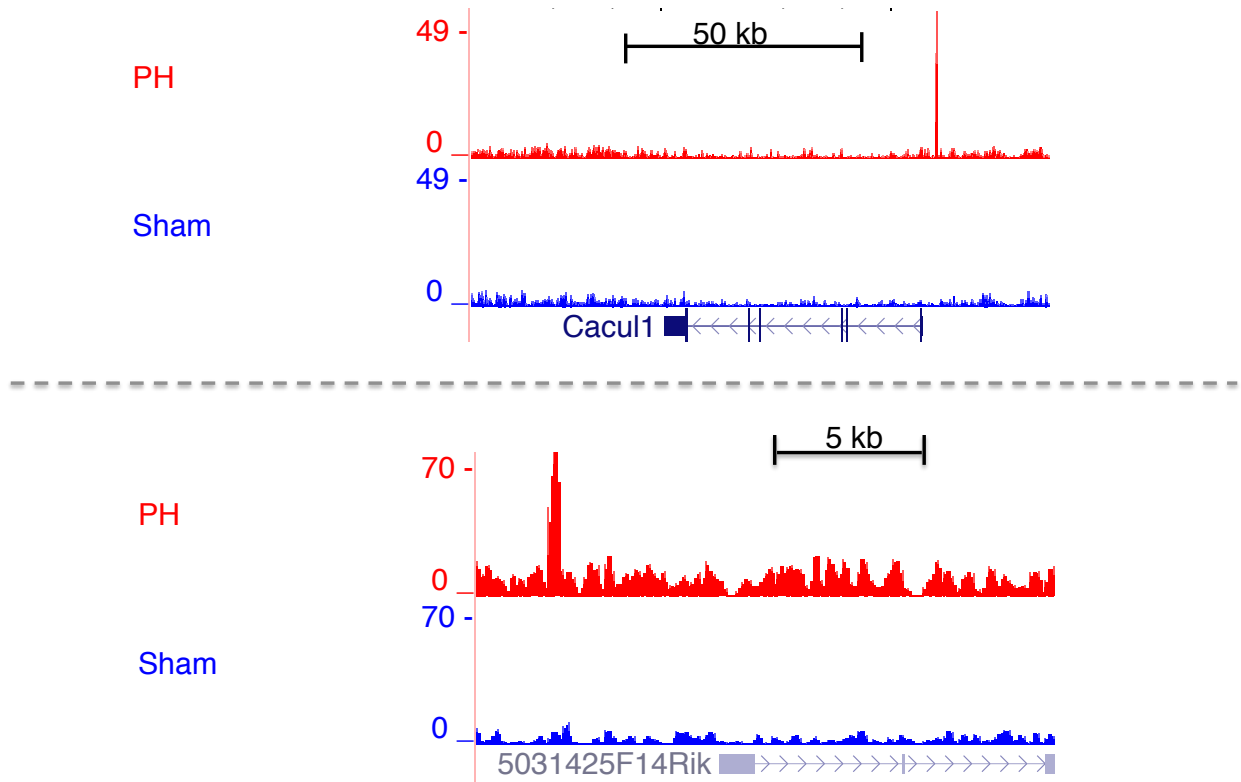 49 -
50 kb
PH
0 _
49 -
Sham
0 _
Cacul1
5 kb
70 -
PH
0 _
70 -
Sham
0 _
5031425F14Rik